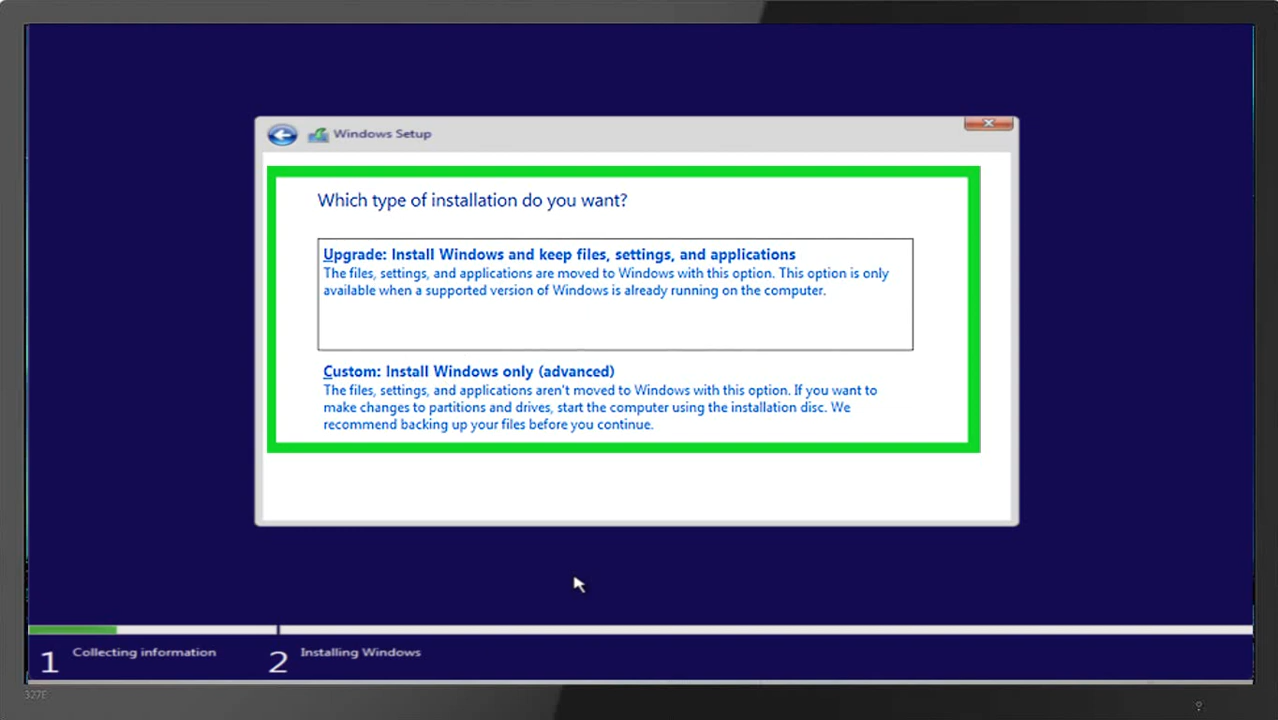 Windows Setup
Which type of installation do you want?
Upgrade: Install Windows and keep files, settings, and applications
The files, settings, and applications are moved to Windows with this option. This option is only
available when a supported version of Windows is already running on the computer.
Custom: Install Windows only (advanced)
The files, settings, and applications aren't moved to Windows with this option. If you want to
make changes to partitions and drives, start the computer using the installation disc. We
recommend backing up your files before you continue.
1 Collecting information 2 Installing Windows
327E